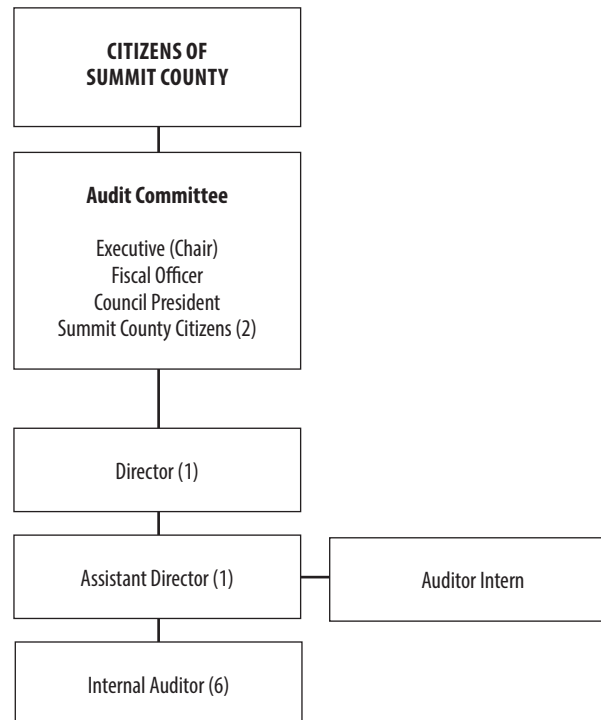 CITIZENS OF
SUMMIT COUNTY
Audit Committee
Executive (Chair)
Fiscal Officer
Council President
Summit County Citizens (2)
Director (1)
Assistant Director (1)
Auditor Intern
Internal Auditor (6)